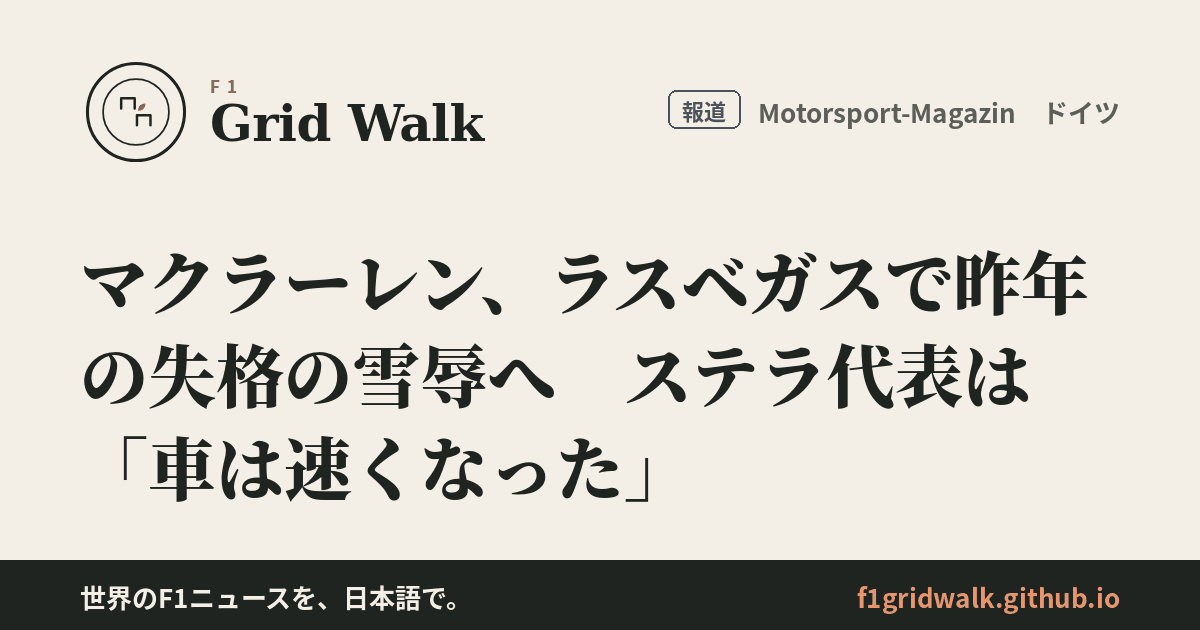 F1
Grid Walk
報道 Motorsport-Magazin ドイツ
マクラーレン、ラスベガスで昨年
の失格の雪辱へ ステラ代表は
「車は速くなった」
世界のF1ニュースを、日本語で。
f1gridwalk.github.io